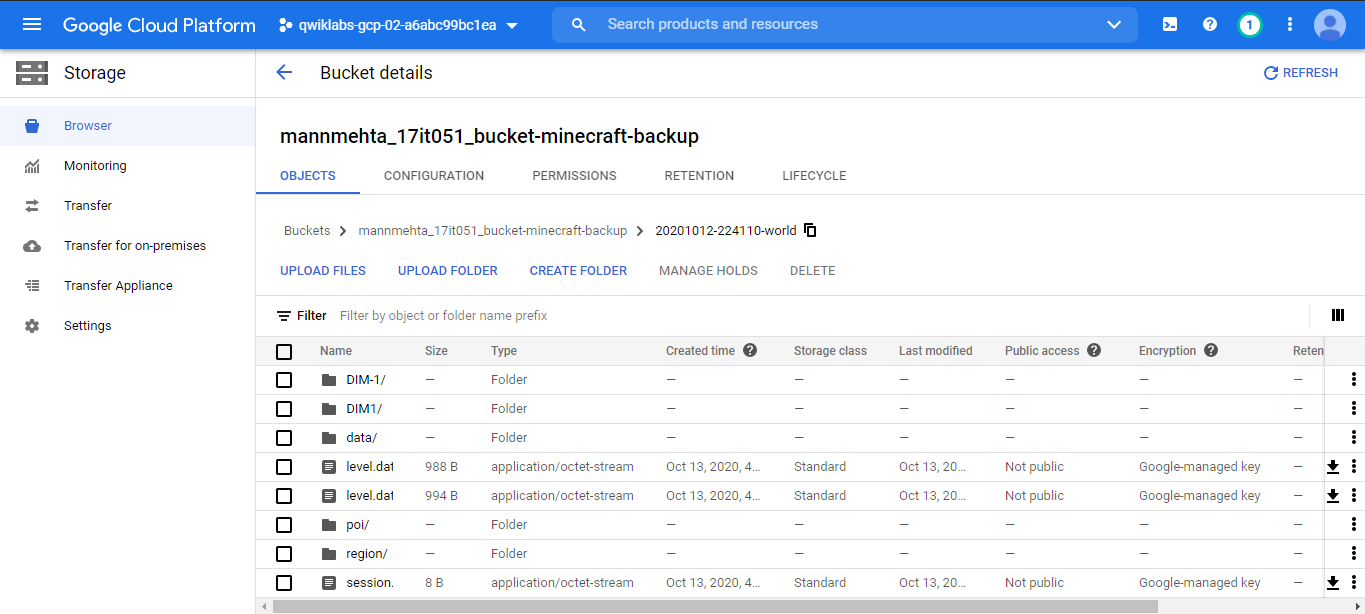 Google Cloud Platform qwiklabs-gcp-02-a6abc99bc1ea Search products and resources 1
Storage Bucket details REFRESH
Browser
Monitoring
Transfer
Transfer for on-premises
Transfer Appliance
Settings
mannmehta_17it051_bucket-minecraft-backup
OBJECTS CONFIGURATION PERMISSIONS RETENTION LIFECYCLE
Buckets > mannmehta_17it051_bucket-minecraft-backup > 20201012-224110-world
UPLOAD FILES UPLOAD FOLDER CREATE FOLDER MANAGE HOLDS DELETE
Filter Filter by object or folder name prefix
Name Size Type Created time Storage class Last modified Public access Encryption Reten
DIM-1/ — Folder — — — — — —
DIM1/ — Folder — — — — — —
data/ — Folder — — — — — —
level.dat 988 B application/octet-stream Oct 13, 2020, 4... Standard Oct 13, 20... Not public Google-managed key —
level.dat 994 B application/octet-stream Oct 13, 2020, 4... Standard Oct 13, 20... Not public Google-managed key —
poi/ — Folder — — — — — —
region/ — Folder — — — — — —
session. 8 B application/octet-stream Oct 13, 2020, 4... Standard Oct 13, 20... Not public Google-managed key —